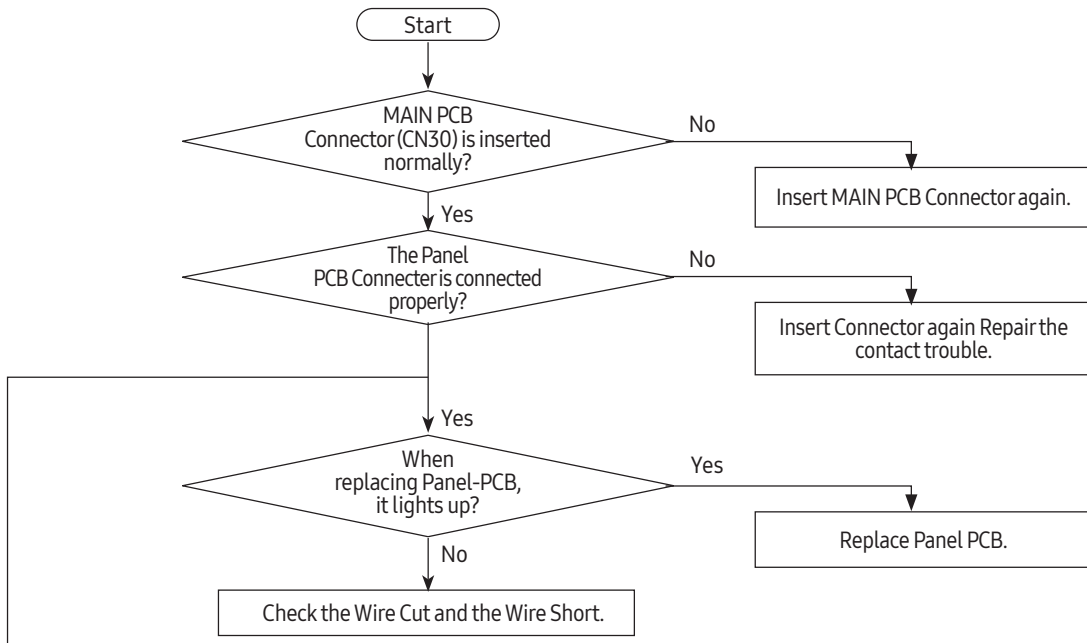 Start
MAIN PCB
Connector (CN30) is inserted
normally?
No
Insert MAIN PCB Connector again.
Yes
The Panel
PCB Connecter is connected
properly?
No
Insert Connector again Repair the
contact trouble.
Yes
When
replacing Panel-PCB,
it lights up?
Yes
Replace Panel PCB.
No
Check the Wire Cut and the Wire Short.